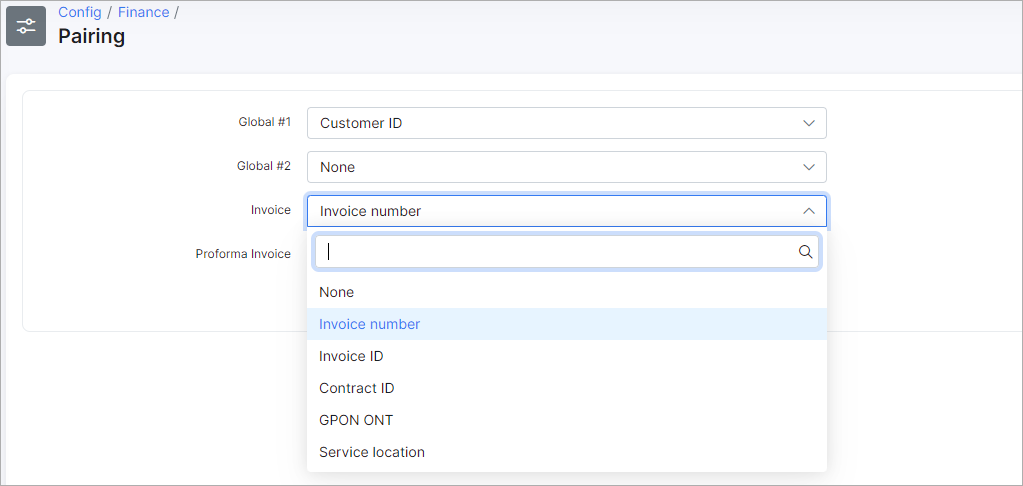 Config / Finance /
Pairing
Global #1 Customer ID
Global #2 None
Invoice Invoice number
Proforma Invoice
None
Invoice number
Invoice ID
Contract ID
GPON ONT
Service location